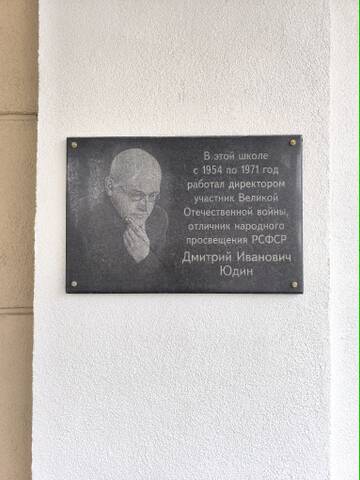 В этой школе
с 1954 по 1971 год
работал директором
участник Великой
Отечественной войны,
отличник народного
просвещения РСФСР
Дмитрий Иванович
Юдин